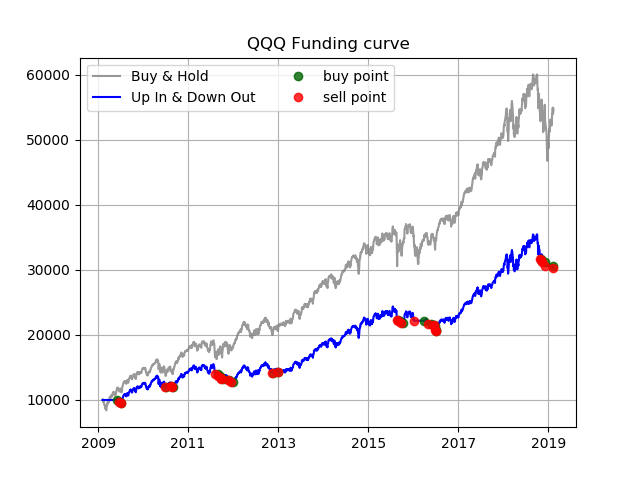 QQQ Funding curve
Buy & Hold
Up In & Down Out
buy point
sell point
60000
50000
40000
30000
20000
10000
2009 2011 2013 2015 2017 2019